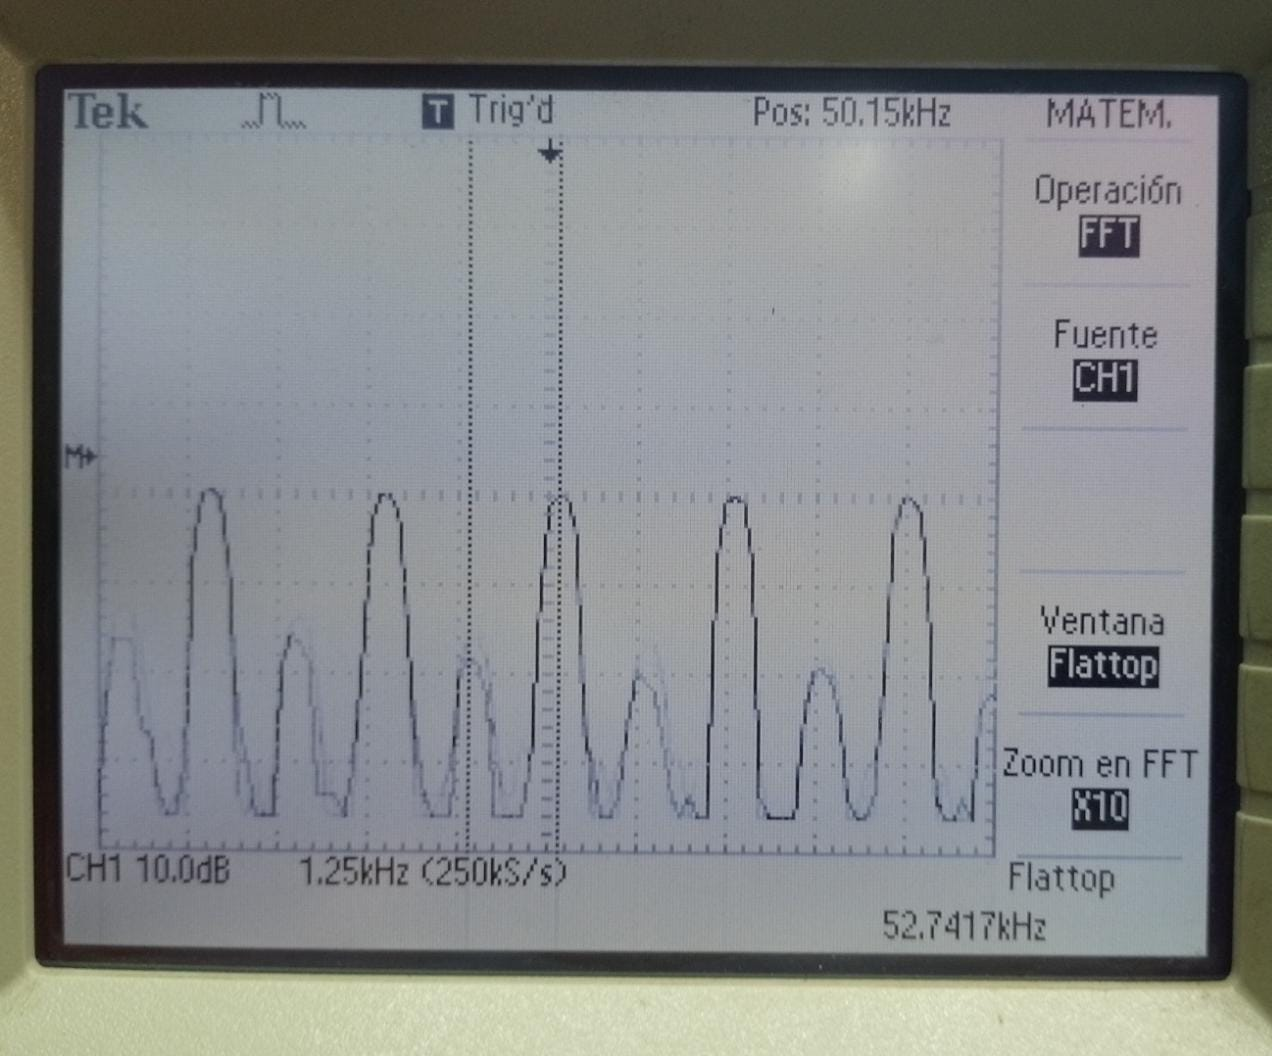 Tek
T Trig'd
Pos: 50.15kHz
MATEM.
Operación
FFT
Fuente
CH1
M
Ventana
Flattop
Zoom en FFT
X10
CH1 10.0dB
1.25kHz (250kS/s)
Flattop
52.7417kHz